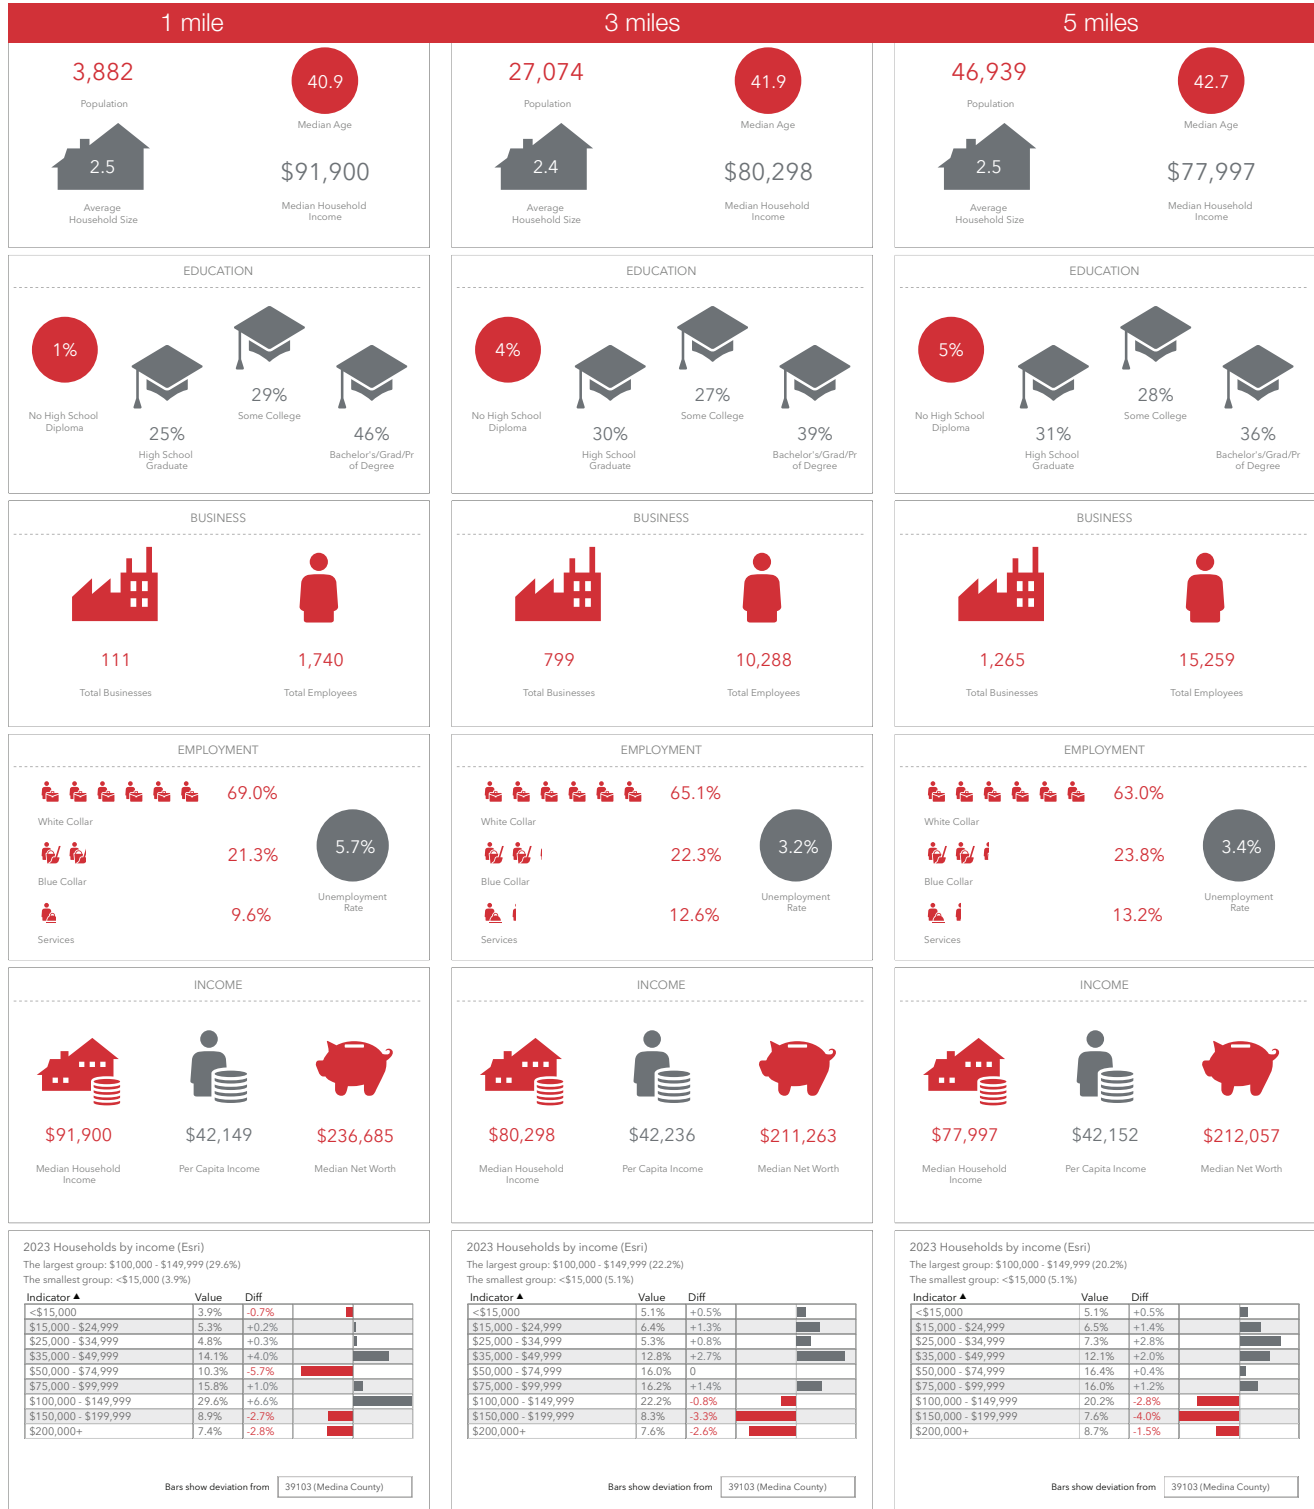 1 mile
3,882
Population
40.9
Median Age
2.5
Average
Household Size
$91,900
Median Household
Income
EDUCATION
1%
No High School
Diploma
25%
High School
Graduate
29%
Some College
46%
Bachelor's/Grad/Pr
of Degree
BUSINESS
111
Total Businesses
1,740
Total Employees
EMPLOYMENT
69.0%
White Collar
21.3%
Blue Collar
9.6%
Services
5.7%
Unemployment
Rate
INCOME
$91,900
Median Household
Income
$42,149
Per Capita Income
$236,685
Median Net Worth
2023 Households by income (Esri)
The largest group: $100,000 - $149,999 (29.6%)
The smallest group: <$15,000 (3.9%)
Indicator ▲ Value Diff
<$15,000 3.9% -0.7%
$15,000 - $24,999 5.3% +0.2%
$25,000 - $34,999 4.8% +0.3%
$35,000 - $49,999 14.1% +4.0%
$50,000 - $74,999 10.3% -5.7%
$75,000 - $99,999 15.8% +1.0%
$100,000 - $149,999 29.6% +6.6%
$150,000 - $199,999 8.9% -2.7%
$200,000+ 7.4% -2.8%
Bars show deviation from 39103 (Medina County)
3 miles
27,074
Population
41.9
Median Age
2.4
Average
Household Size
$80,298
Median Household
Income
EDUCATION
4%
No High School
Diploma
30%
High School
Graduate
27%
Some College
39%
Bachelor's/Grad/Pr
of Degree
BUSINESS
799
Total Businesses
10,288
Total Employees
EMPLOYMENT
65.1%
White Collar
22.3%
Blue Collar
12.6%
Services
3.2%
Unemployment
Rate
INCOME
$80,298
Median Household
Income
$42,236
Per Capita Income
$211,263
Median Net Worth
2023 Households by income (Esri)
The largest group: $100,000 - $149,999 (22.2%)
The smallest group: <$15,000 (5.1%)
Indicator ▲ Value Diff
<$15,000 5.1% +0.5%
$15,000 - $24,999 6.4% +1.3%
$25,000 - $34,999 5.3% +0.8%
$35,000 - $49,999 12.8% +2.7%
$50,000 - $74,999 16.0% 0
$75,000 - $99,999 16.2% +1.4%
$100,000 - $149,999 22.2% -0.8%
$150,000 - $199,999 8.3% -3.3%
$200,000+ 7.6% -2.6%
Bars show deviation from 39103 (Medina County)
5 miles
46,939
Population
42.7
Median Age
2.5
Average
Household Size
$77,997
Median Household
Income
EDUCATION
5%
No High School
Diploma
31%
High School
Graduate
28%
Some College
36%
Bachelor's/Grad/Pr
of Degree
BUSINESS
1,265
Total Businesses
15,259
Total Employees
EMPLOYMENT
63.0%
White Collar
23.8%
Blue Collar
13.2%
Services
3.4%
Unemployment
Rate
INCOME
$77,997
Median Household
Income
$42,152
Per Capita Income
$212,057
Median Net Worth
2023 Households by income (Esri)
The largest group: $100,000 - $149,999 (20.2%)
The smallest group: <$15,000 (5.1%)
Indicator ▲ Value Diff
<$15,000 5.1% +0.5%
$15,000 - $24,999 6.5% +1.4%
$25,000 - $34,999 7.3% +2.8%
$35,000 - $49,999 12.1% +2.0%
$50,000 - $74,999 16.4% +0.4%
$75,000 - $99,999 16.0% +1.2%
$100,000 - $149,999 20.2% -2.8%
$150,000 - $199,999 7.6% -4.0%
$200,000+ 8.7% -1.5%
Bars show deviation from 39103 (Medina County)